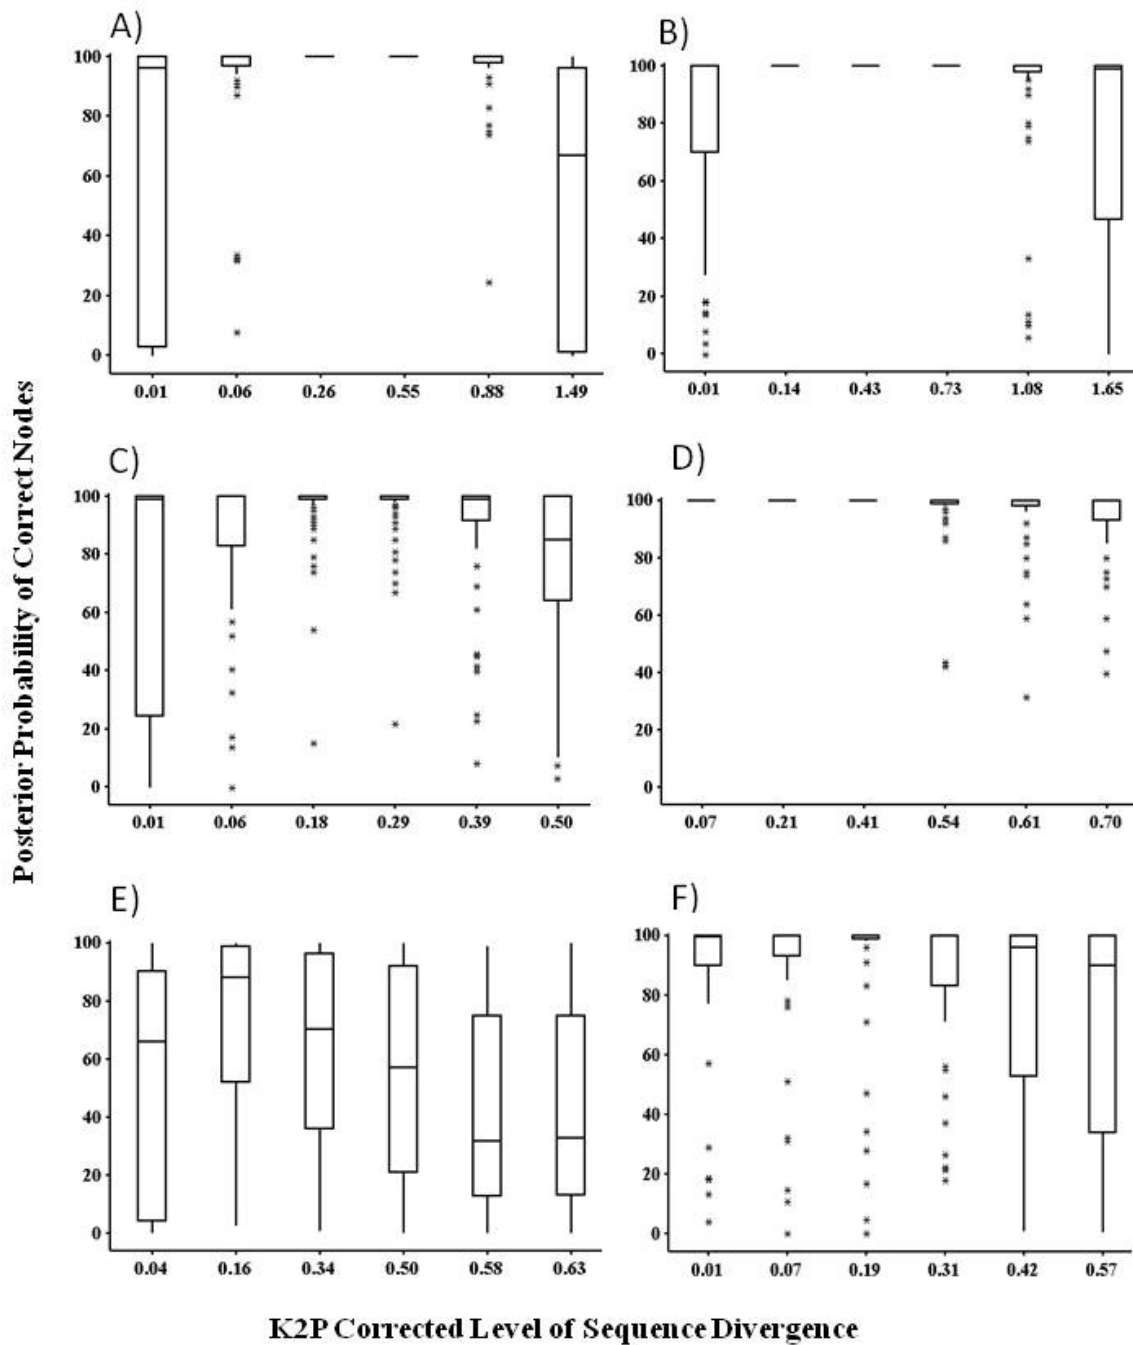 A)
100
80
60
40
20
0
0.01 0.06 0.26 0.55 0.88 1.49
B)
100
80
60
40
20
0
0.01 0.14 0.43 0.73 1.08 1.65
Posterior Probability of Correct Nodes
C)
100
80
60
40
20
0
0.01 0.06 0.18 0.29 0.39 0.50
D)
100
80
60
40
20
0
0.07 0.21 0.41 0.54 0.61 0.70
E)
100
80
60
40
20
0
0.04 0.16 0.34 0.50 0.58 0.63
F)
100
80
60
40
20
0
0.01 0.07 0.19 0.31 0.42 0.57
K2P Corrected Level of Sequence Divergence